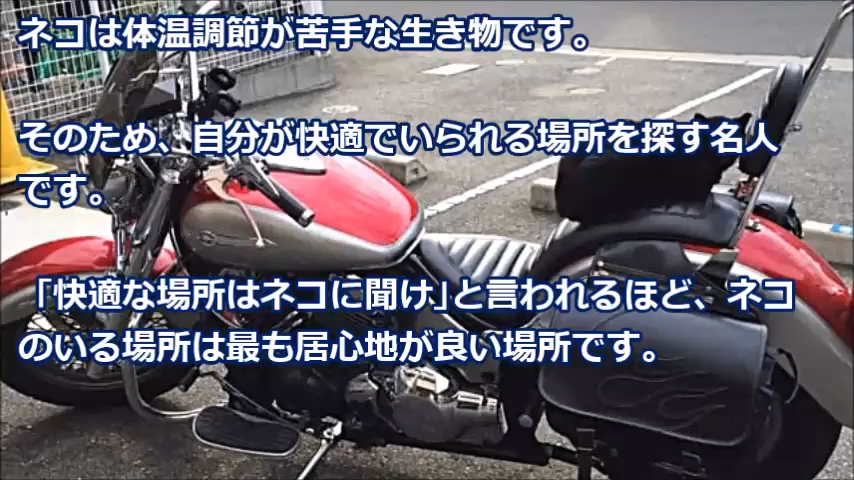 ネコは体温調節が苦手な生き物です。
そのため、自分が快適でいられる場所を探す名人
です。
「快適な場所はネコに聞け」と言われるほど、ネコ
のいる場所は最も居心地が良い場所です。